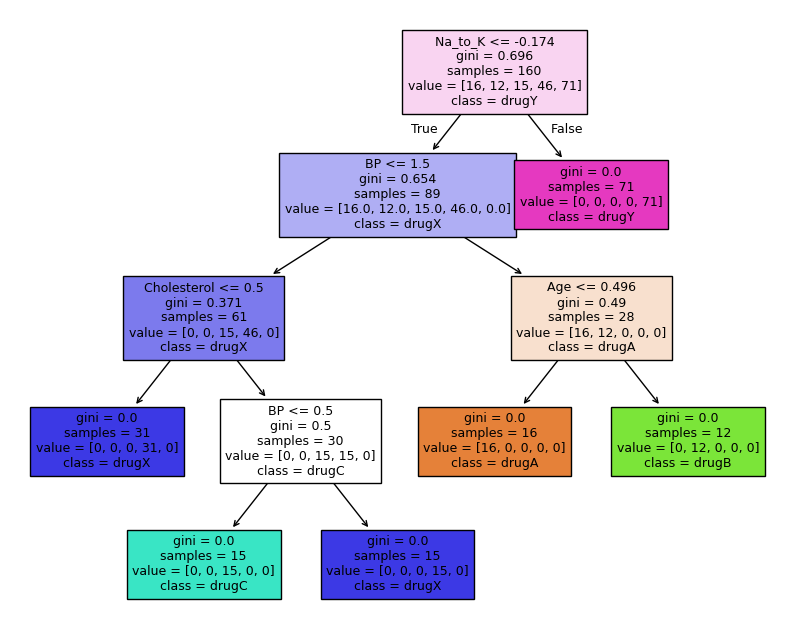 Na_to_K <= -0.174
gini = 0.696
samples = 160
value = [16, 12, 15, 46, 71]
class = drugY
True
False
BP <= 1.5
gini = 0.654
samples = 89
value = [16.0, 12.0, 15.0, 46.0, 0.0]
class = drugX
gini = 0.0
samples = 71
value = [0, 0, 0, 0, 71]
class = drugY
Cholesterol <= 0.5
gini = 0.371
samples = 61
value = [0, 0, 15, 46, 0]
class = drugX
Age <= 0.496
gini = 0.49
samples = 28
value = [16, 12, 0, 0, 0]
class = drugA
gini = 0.0
samples = 31
value = [0, 0, 0, 31, 0]
class = drugX
BP <= 0.5
gini = 0.5
samples = 30
value = [0, 0, 15, 15, 0]
class = drugC
gini = 0.0
samples = 16
value = [16, 0, 0, 0, 0]
class = drugA
gini = 0.0
samples = 12
value = [0, 12, 0, 0, 0]
class = drugB
gini = 0.0
samples = 15
value = [0, 0, 15, 0, 0]
class = drugC
gini = 0.0
samples = 15
value = [0, 0, 0, 15, 0]
class = drugX